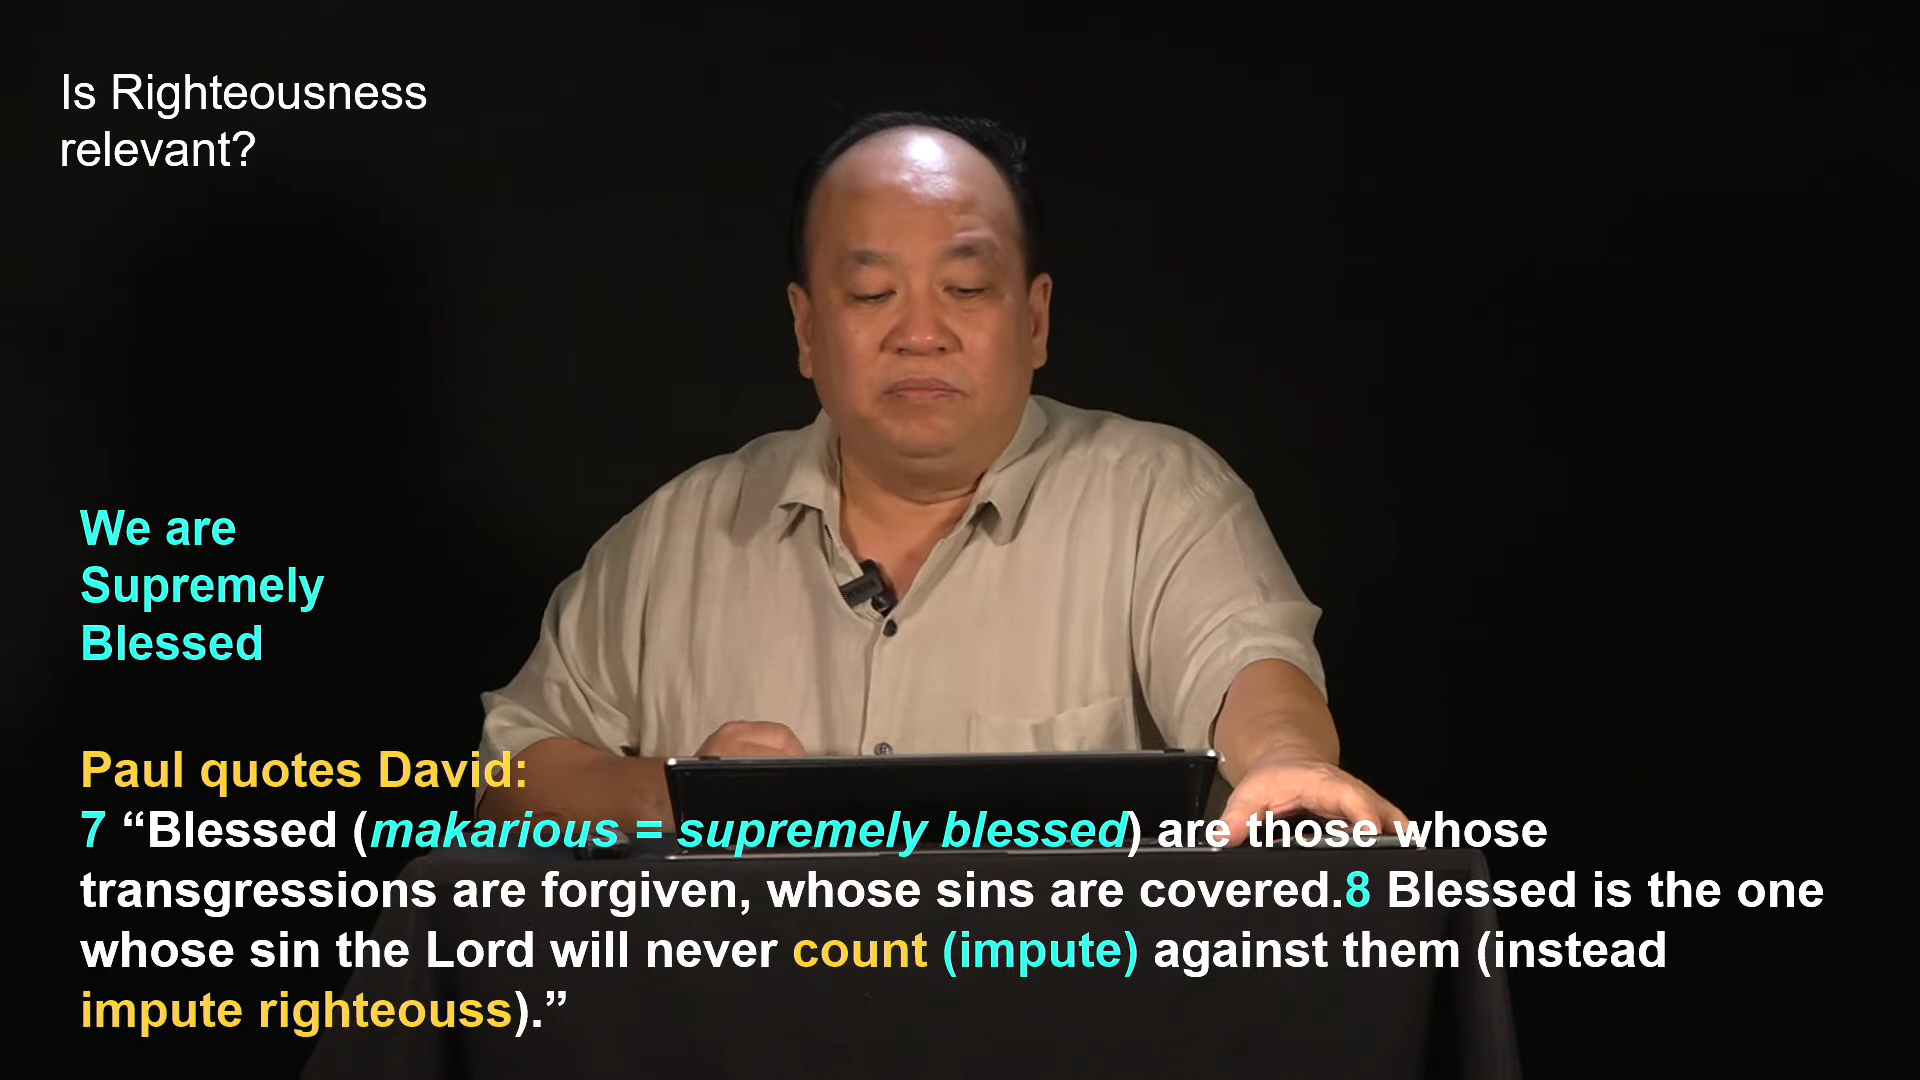 Is Righteousness
relevant?
We are
Supremely
Blessed
Paul quotes David:
7 “Blessed (makarious = supremely blessed) are those whose
transgressions are forgiven, whose sins are covered.8 Blessed is the one
whose sin the Lord will never count (impute) against them (instead
impute righteouss).”